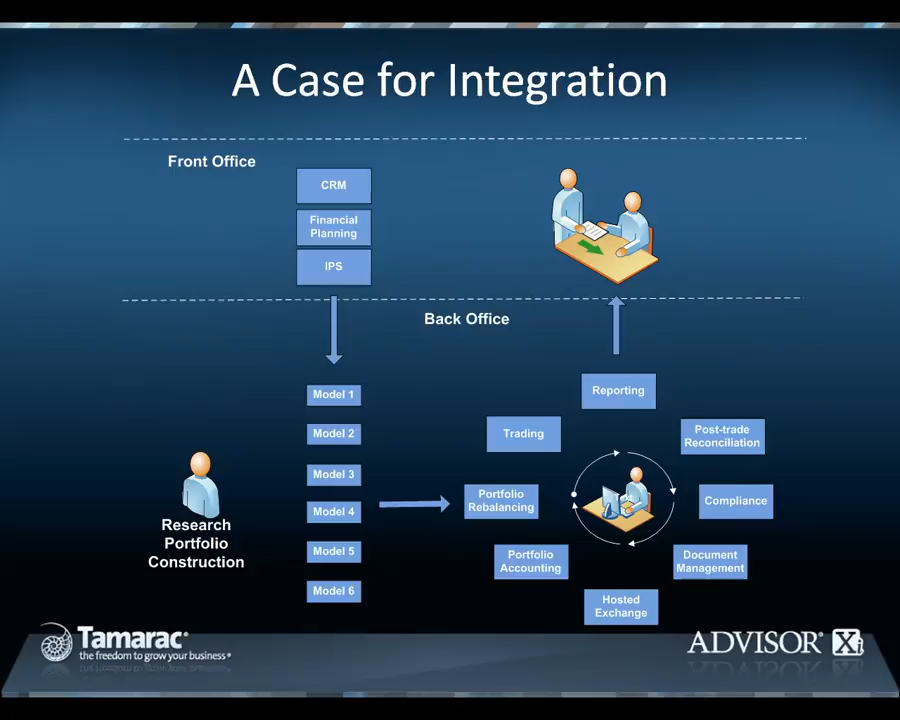 A Case for Integration
Front Office
CRM
Financial
Planning
IPS
Back Office
Model 1
Model 2
Model 3
Model 4
Model 5
Model 6
Research
Portfolio
Construction
Reporting
Trading
Post-trade
Reconciliation
Portfolio
Rebalancing
Compliance
Portfolio
Accounting
Document
Management
Hosted
Exchange
Tamarac®
the freedom to grow your business®
ADVISOR® Xi